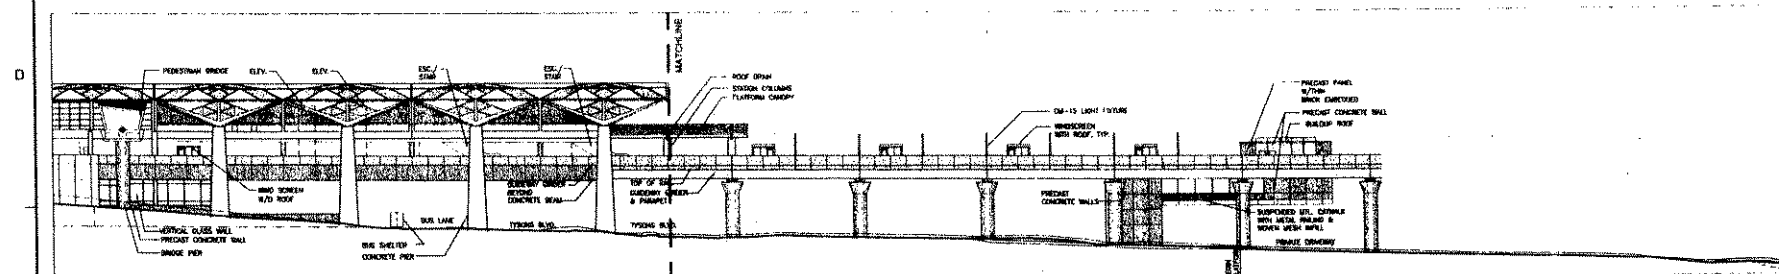 D
MATCHLINE
PEDESTRIAN BRIDGE
ELEV.
ELEV.
ESC./
STAIR
ESC./
STAIR
ROOF DRAIN
STATION COLUMNS
PLATFORM CANOPY
LIGHT FIXTURE
WINDSCREEN
WITH ROOF, TYP.
PRECAST PANEL
W/THIN
BRICK EMBEDDED
PRECAST CONCRETE WALL
BUILDUP ROOF
WIND SCREEN
W/O ROOF
GUIDEWAY GIRDER
BEYOND
CONCRETE BEAM
TOP OF RAIL
GUIDEWAY GIRDER
& PARAPET
PRECAST
CONCRETE WALLS
SUSPENDED MTL. CATWALK
WITH METAL RAILING &
WOVEN MESH INFILL
BUS LANE
TYSONS BLVD.
TYSONS BLVD.
PRIVATE DRIVEWAY
VERTICAL GLASS WALL
PRECAST CONCRETE WALL
BRIDGE PIER
BUS SHELTER
CONCRETE PIER